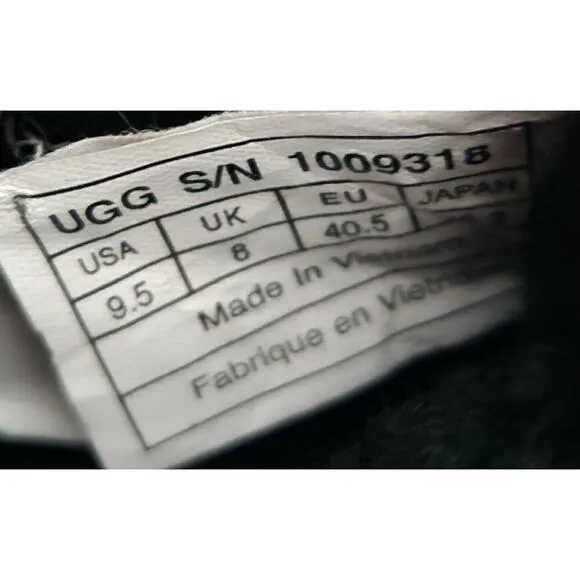 UGG S/N 1009318
USA UK EU JAPAN
9.5 8 40.5
Made In Vietnam
Fabrique en Vietnam